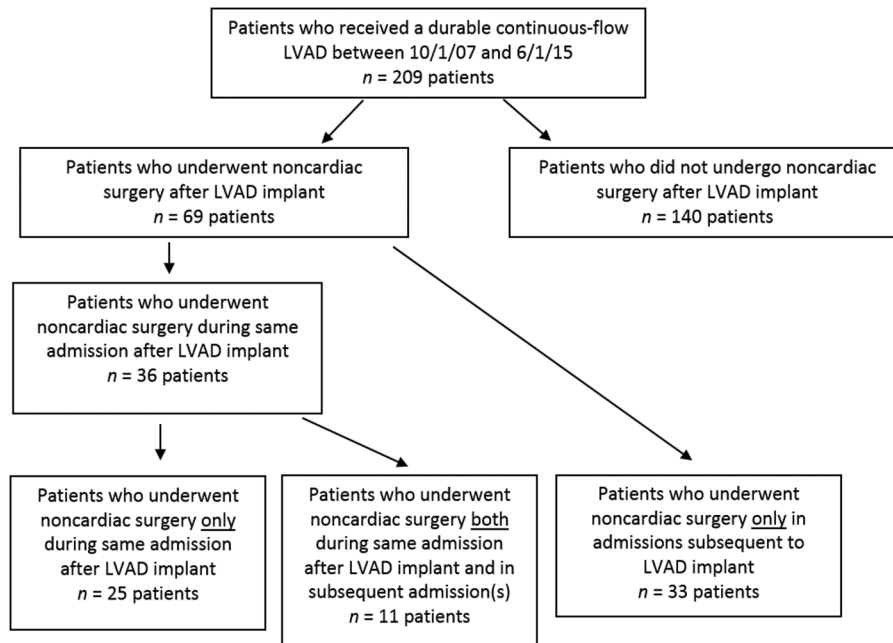 Patients who received a durable continuous-flow
LVAD between 10/1/07 and 6/1/15
n = 209 patients
Patients who underwent noncardiac
surgery after LVAD implant
n = 69 patients
Patients who did not undergo noncardiac
surgery after LVAD implant
n = 140 patients
Patients who underwent
noncardiac surgery during same
admission after LVAD implant
n = 36 patients
Patients who underwent
noncardiac surgery only
during same admission
after LVAD implant
n = 25 patients
Patients who underwent
noncardiac surgery both
during same admission
after LVAD implant and in
subsequent admission(s)
n = 11 patients
Patients who underwent
noncardiac surgery only in
admissions subsequent to
LVAD implant
n = 33 patients